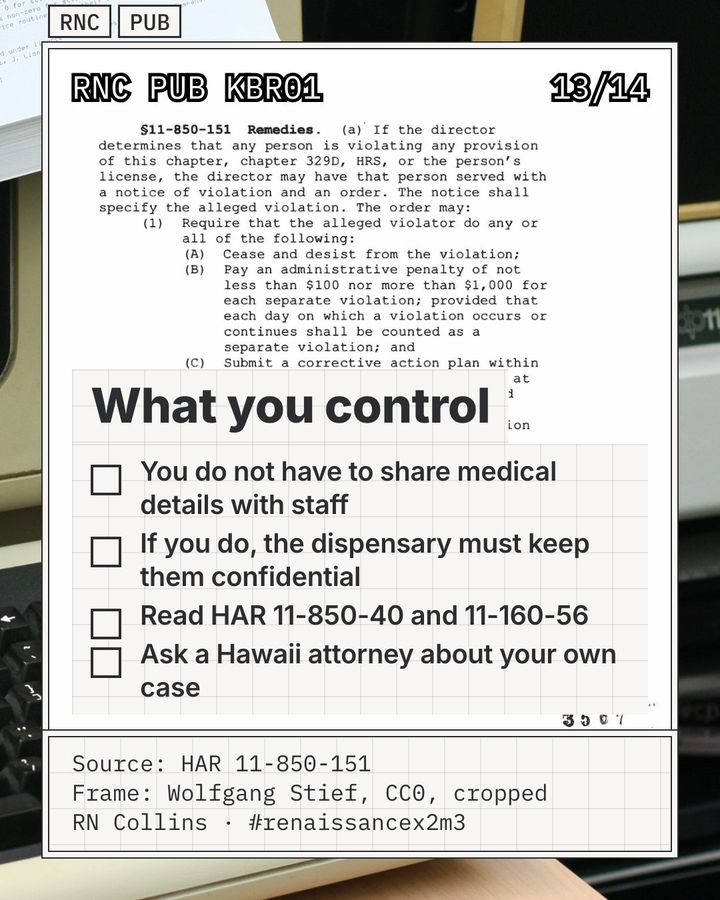 RNC PUB
RNC PUB KBR01 13/14
§11-850-151 Remedies. (a) If the director
determines that any person is violating any provision
of this chapter, chapter 329D, HRS, or the person's
license, the director may have that person served with
a notice of violation and an order. The notice shall
specify the alleged violation. The order may:
(1) Require that the alleged violator do any or
all of the following:
(A) Cease and desist from the violation;
(B) Pay an administrative penalty of not
less than $100 nor more than $1,000 for
each separate violation; provided that
each day on which a violation occurs or
continues shall be counted as a
separate violation; and
(C) Submit a corrective action plan within
at
What you control
You do not have to share medical
details with staff
If you do, the dispensary must keep
them confidential
Read HAR 11-850-40 and 11-160-56
Ask a Hawaii attorney about your own
case
Source: HAR 11-850-151
Frame: Wolfgang Stief, CC0, cropped
RN Collins · #renaissancex2m3